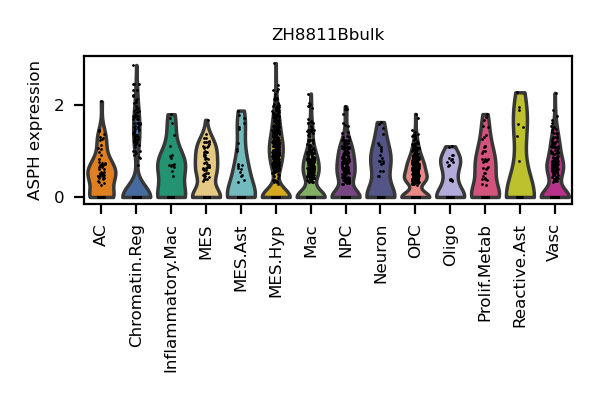 ZH8811Bbulk
ASPH expression
2
0
AC
Chromatin.Reg
Inflammatory.Mac
MES
MES.Ast
MES.Hyp
Mac
NPC
Neuron
OPC
Oligo
Prolif.Metab
Reactive.Ast
Vasc